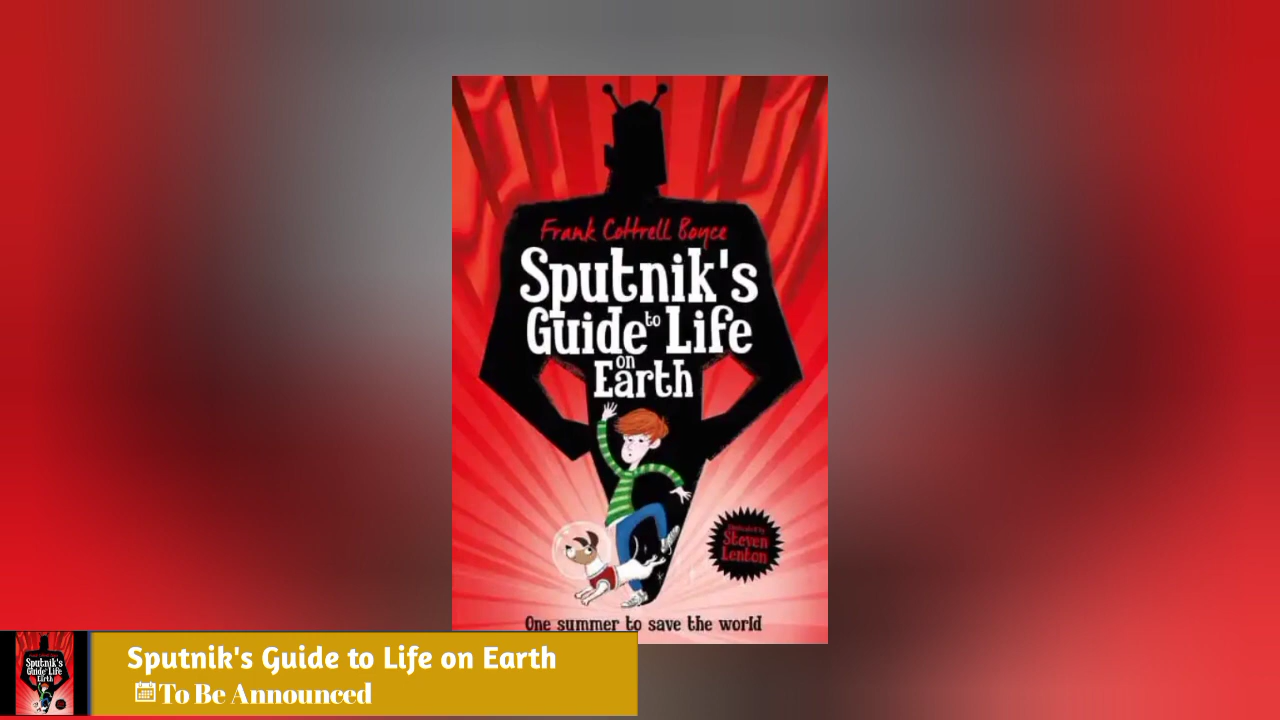 Frank Cottrell Boyce
Sputnik's
Guide to Life
on
Earth
Illustrated by
Steven
Lenton
One summer to save the world
Sputnik's Guide to Life on Earth
To Be Announced